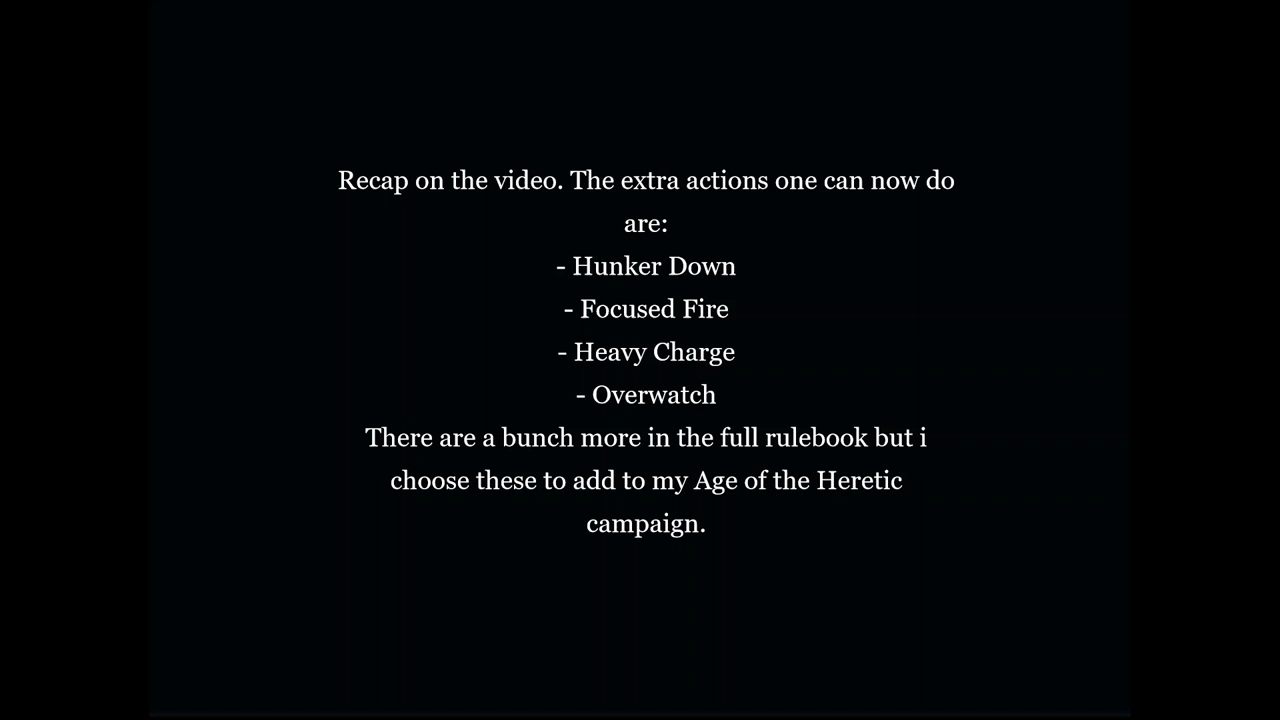 Recap on the video. The extra actions one can now do
are:
- Hunker Down
- Focused Fire
- Heavy Charge
- Overwatch
There are a bunch more in the full rulebook but i
choose these to add to my Age of the Heretic
campaign.